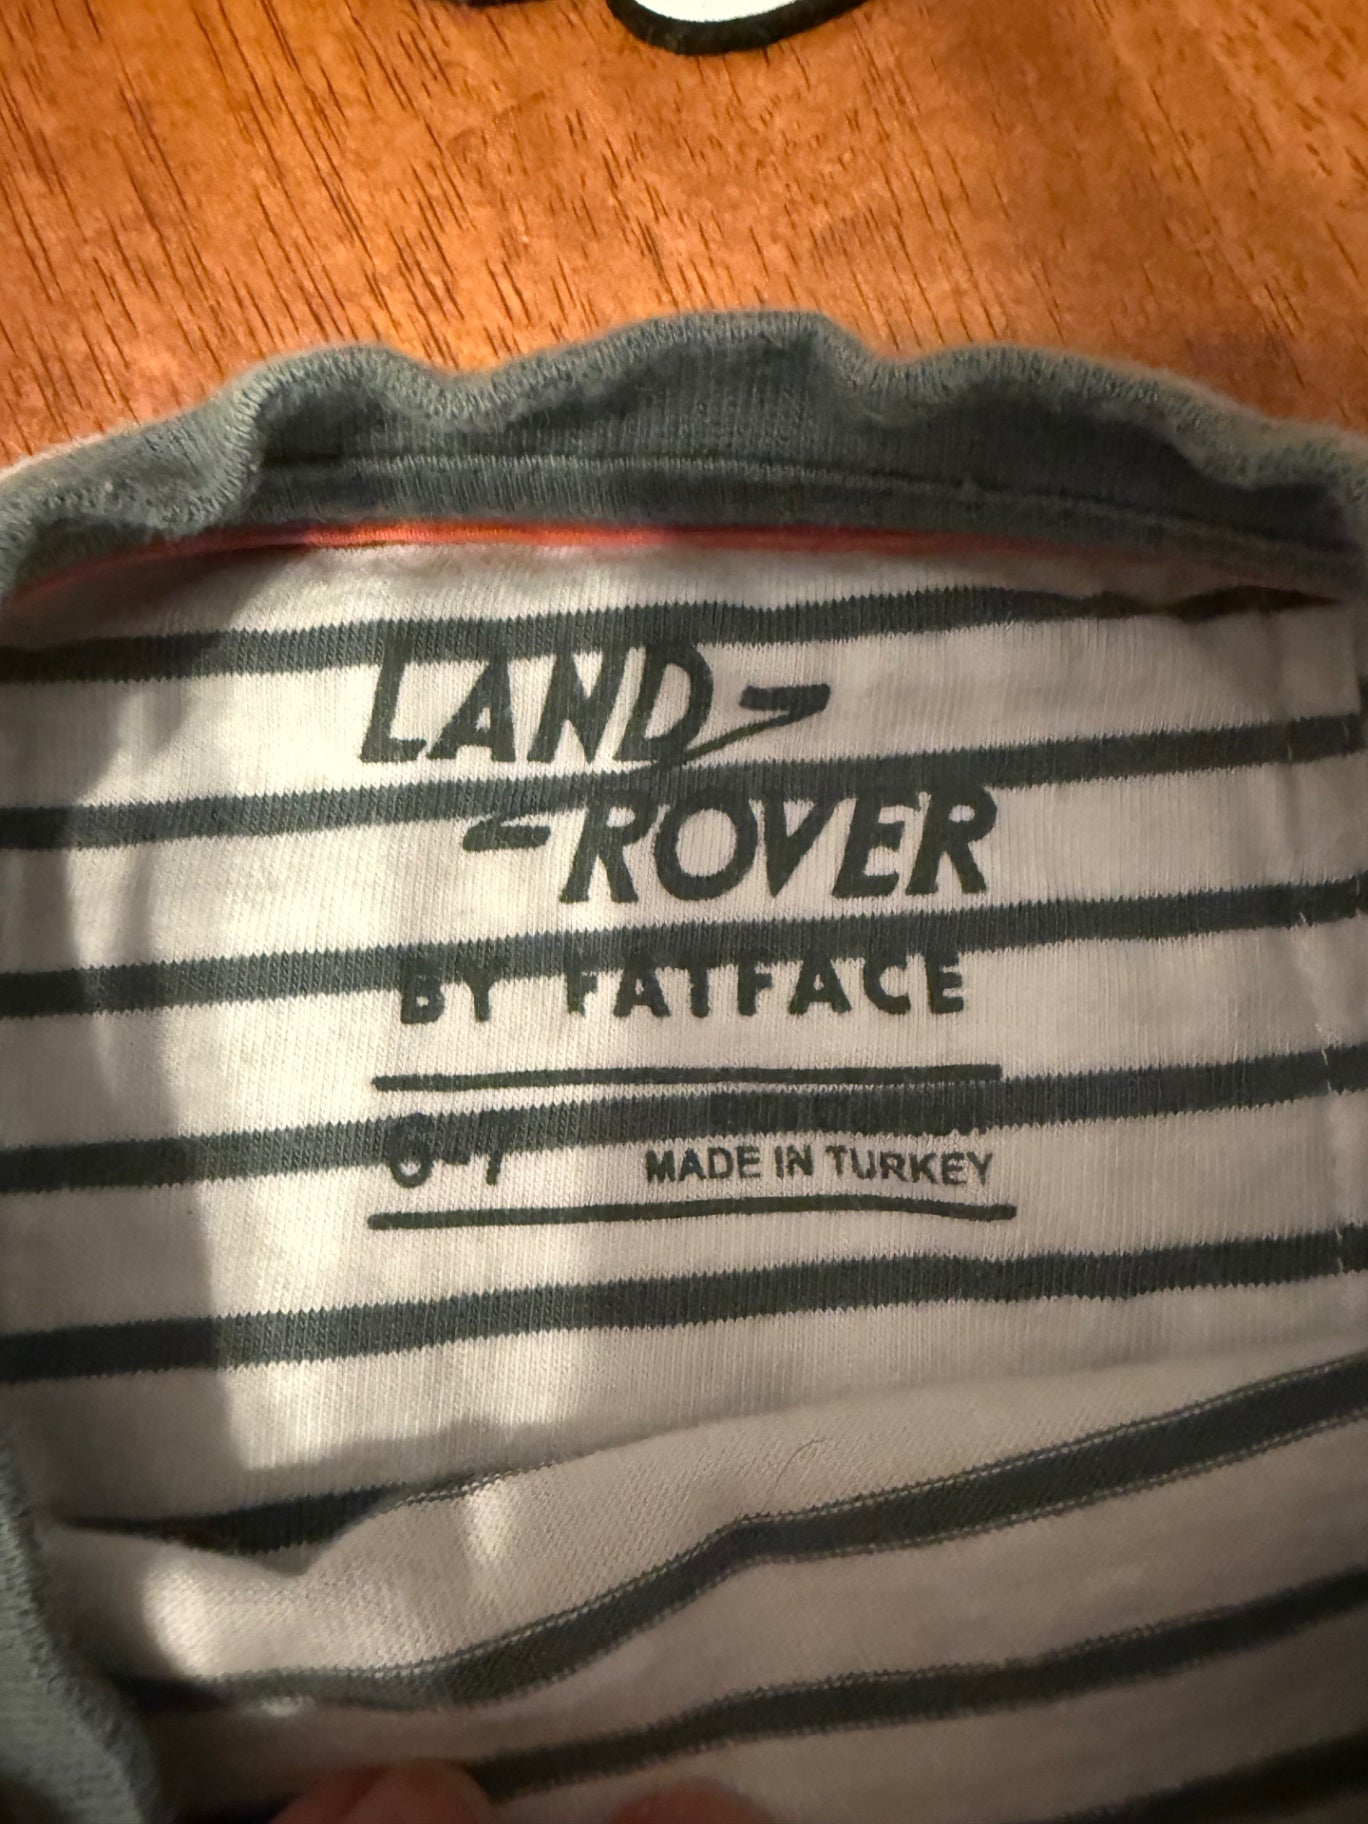 LAND
ROVER
BY FATFACE
6-7 MADE IN TURKEY